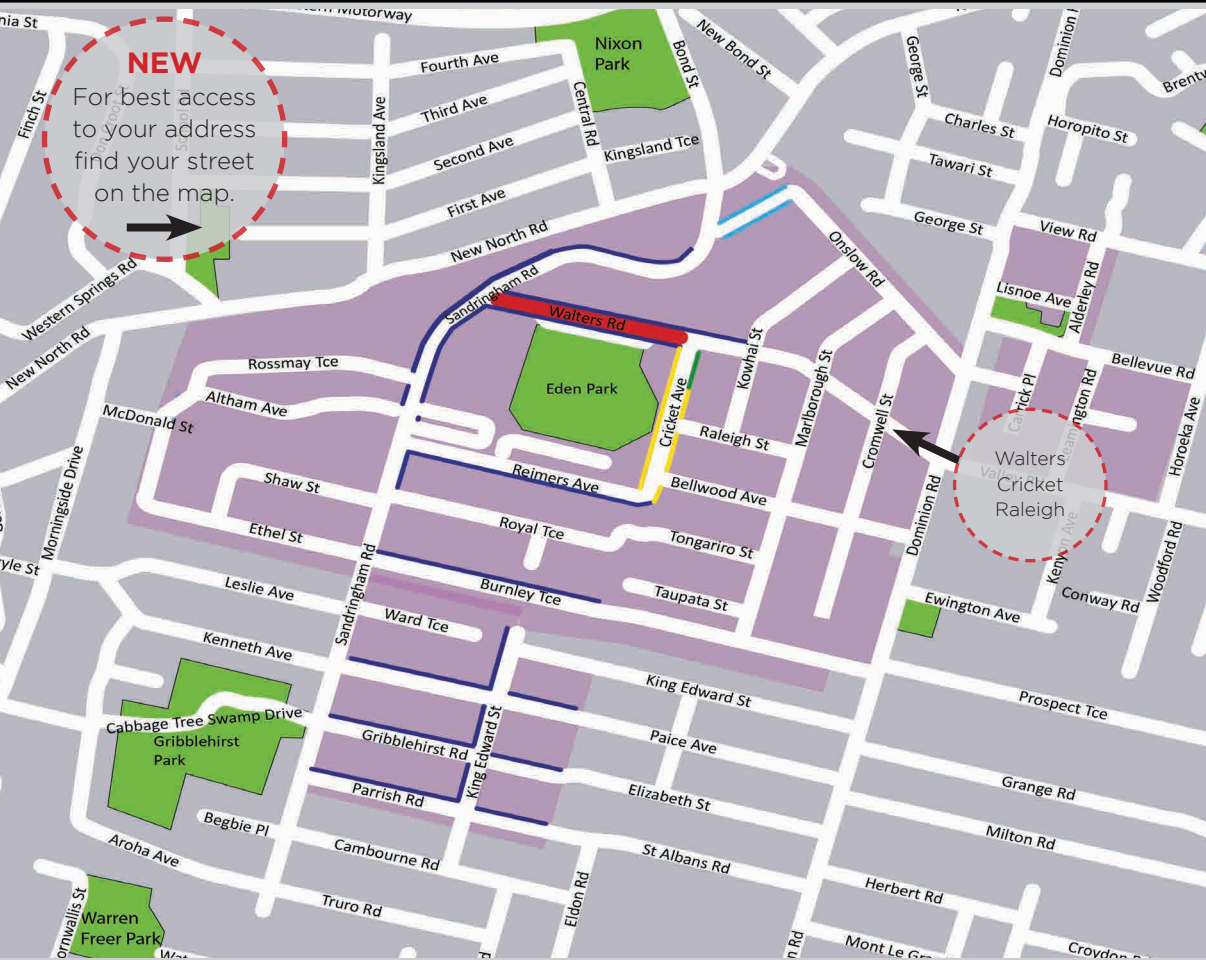 NEW
For best access
to your address
find your street
on the map.
Finch St
Western Springs Rd
New North Rd
Kingsland Ave
Fourth Ave
Third Ave
Second Ave
First Ave
New North Rd
Central Rd
Kingsland Tce
Nixon
Park
Bond St
New Bond St
George St
Dominion
Charles St
Horopito St
Tawari St
George St
View Rd
Lisnoe Ave
Alderley Rd
Bellevue Rd
Onslow Rd
Sandringham Rd
Walters Rd
Eden Park
Cricket Ave
Kowhai St
Marlborough St
Cromwell St
Raleigh St
Bellwood Ave
Reimers Ave
Rossmay Tce
Altham Ave
McDonald St
Morningside Drive
Shaw St
Ethel St
Royal Tce
Tongariro St
Taupata St
Burnley Tce
Dominion Rd
Walters
Cricket
Raleigh
Horoeka Ave
Woodford Rd
Conway Rd
Ewington Ave
Leslie Ave
Kenneth Ave
Sandringham Rd
Ward Tce
Cabbage Tree Swamp Drive
Gribblehirst
Park
Gribblehirst Rd
King Edward St
Parrish Rd
King Edward St
Paice Ave
Elizabeth St
Prospect Tce
Grange Rd
Milton Rd
Begbie Pl
Cambourne Rd
Aroha Ave
Truro Rd
Eldon Rd
St Albans Rd
Herbert Rd
Warren
Freer Park